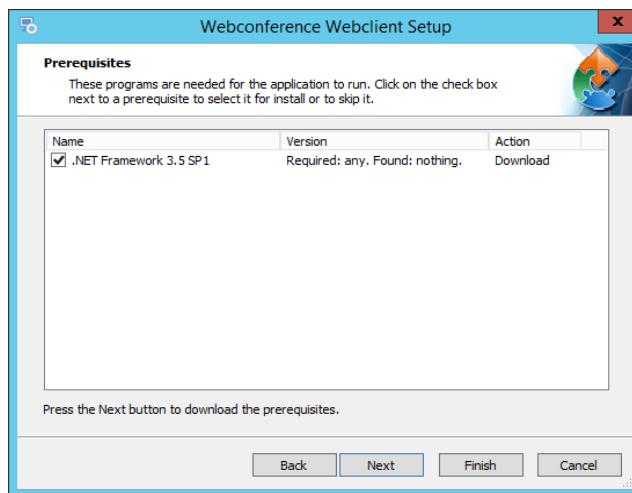 Webconference Webclient Setup
x
Prerequisites
These programs are needed for the application to run. Click on the check box
next to a prerequisite to select it for install or to skip it.
Name Version Action
.NET Framework 3.5 SP1 Required: any. Found: nothing. Download
Press the Next button to download the prerequisites.
Back Next Finish Cancel